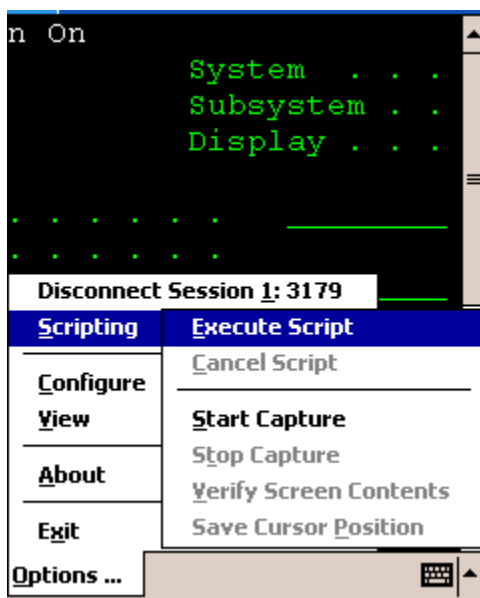 n On
System . . .
Subsystem . .
Display . . .
. . . . . . ________
. . . . . .
Disconnect Session 1: 3179
Scripting
Execute Script
Cancel Script
Configure
View
Start Capture
Stop Capture
About
Verify Screen Contents
Exit
Save Cursor Position
Options ...